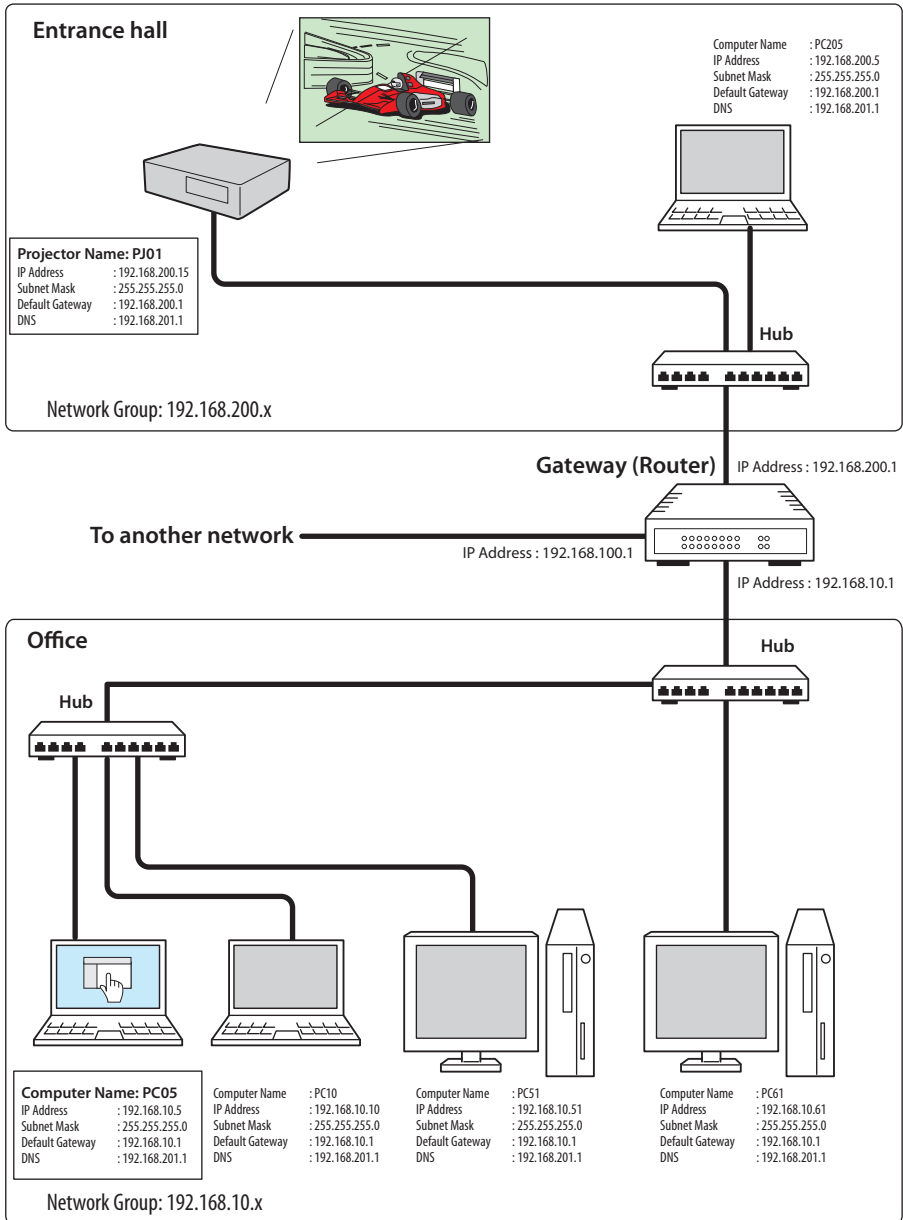 Entrance hall
Computer Name : PC205
IP Address : 192.168.200.5
Subnet Mask : 255.255.255.0
Default Gateway : 192.168.200.1
DNS : 192.168.201.1
Projector Name: PJ01
IP Address : 192.168.200.15
Subnet Mask : 255.255.255.0
Default Gateway : 192.168.200.1
DNS : 192.168.201.1
Hub
Network Group: 192.168.200.x
Gateway (Router)
IP Address : 192.168.200.1
To another network
IP Address : 192.168.100.1
IP Address : 192.168.10.1
Office
Hub
Hub
Computer Name: PC05
IP Address : 192.168.10.5
Subnet Mask : 255.255.255.0
Default Gateway : 192.168.10.1
DNS : 192.168.201.1
Computer Name : PC10
IP Address : 192.168.10.10
Subnet Mask : 255.255.255.0
Default Gateway : 192.168.10.1
DNS : 192.168.201.1
Computer Name : PC51
IP Address : 192.168.10.51
Subnet Mask : 255.255.255.0
Default Gateway : 192.168.10.1
DNS : 192.168.201.1
Computer Name : PC61
IP Address : 192.168.10.61
Subnet Mask : 255.255.255.0
Default Gateway : 192.168.10.1
DNS : 192.168.201.1
Network Group: 192.168.10.x